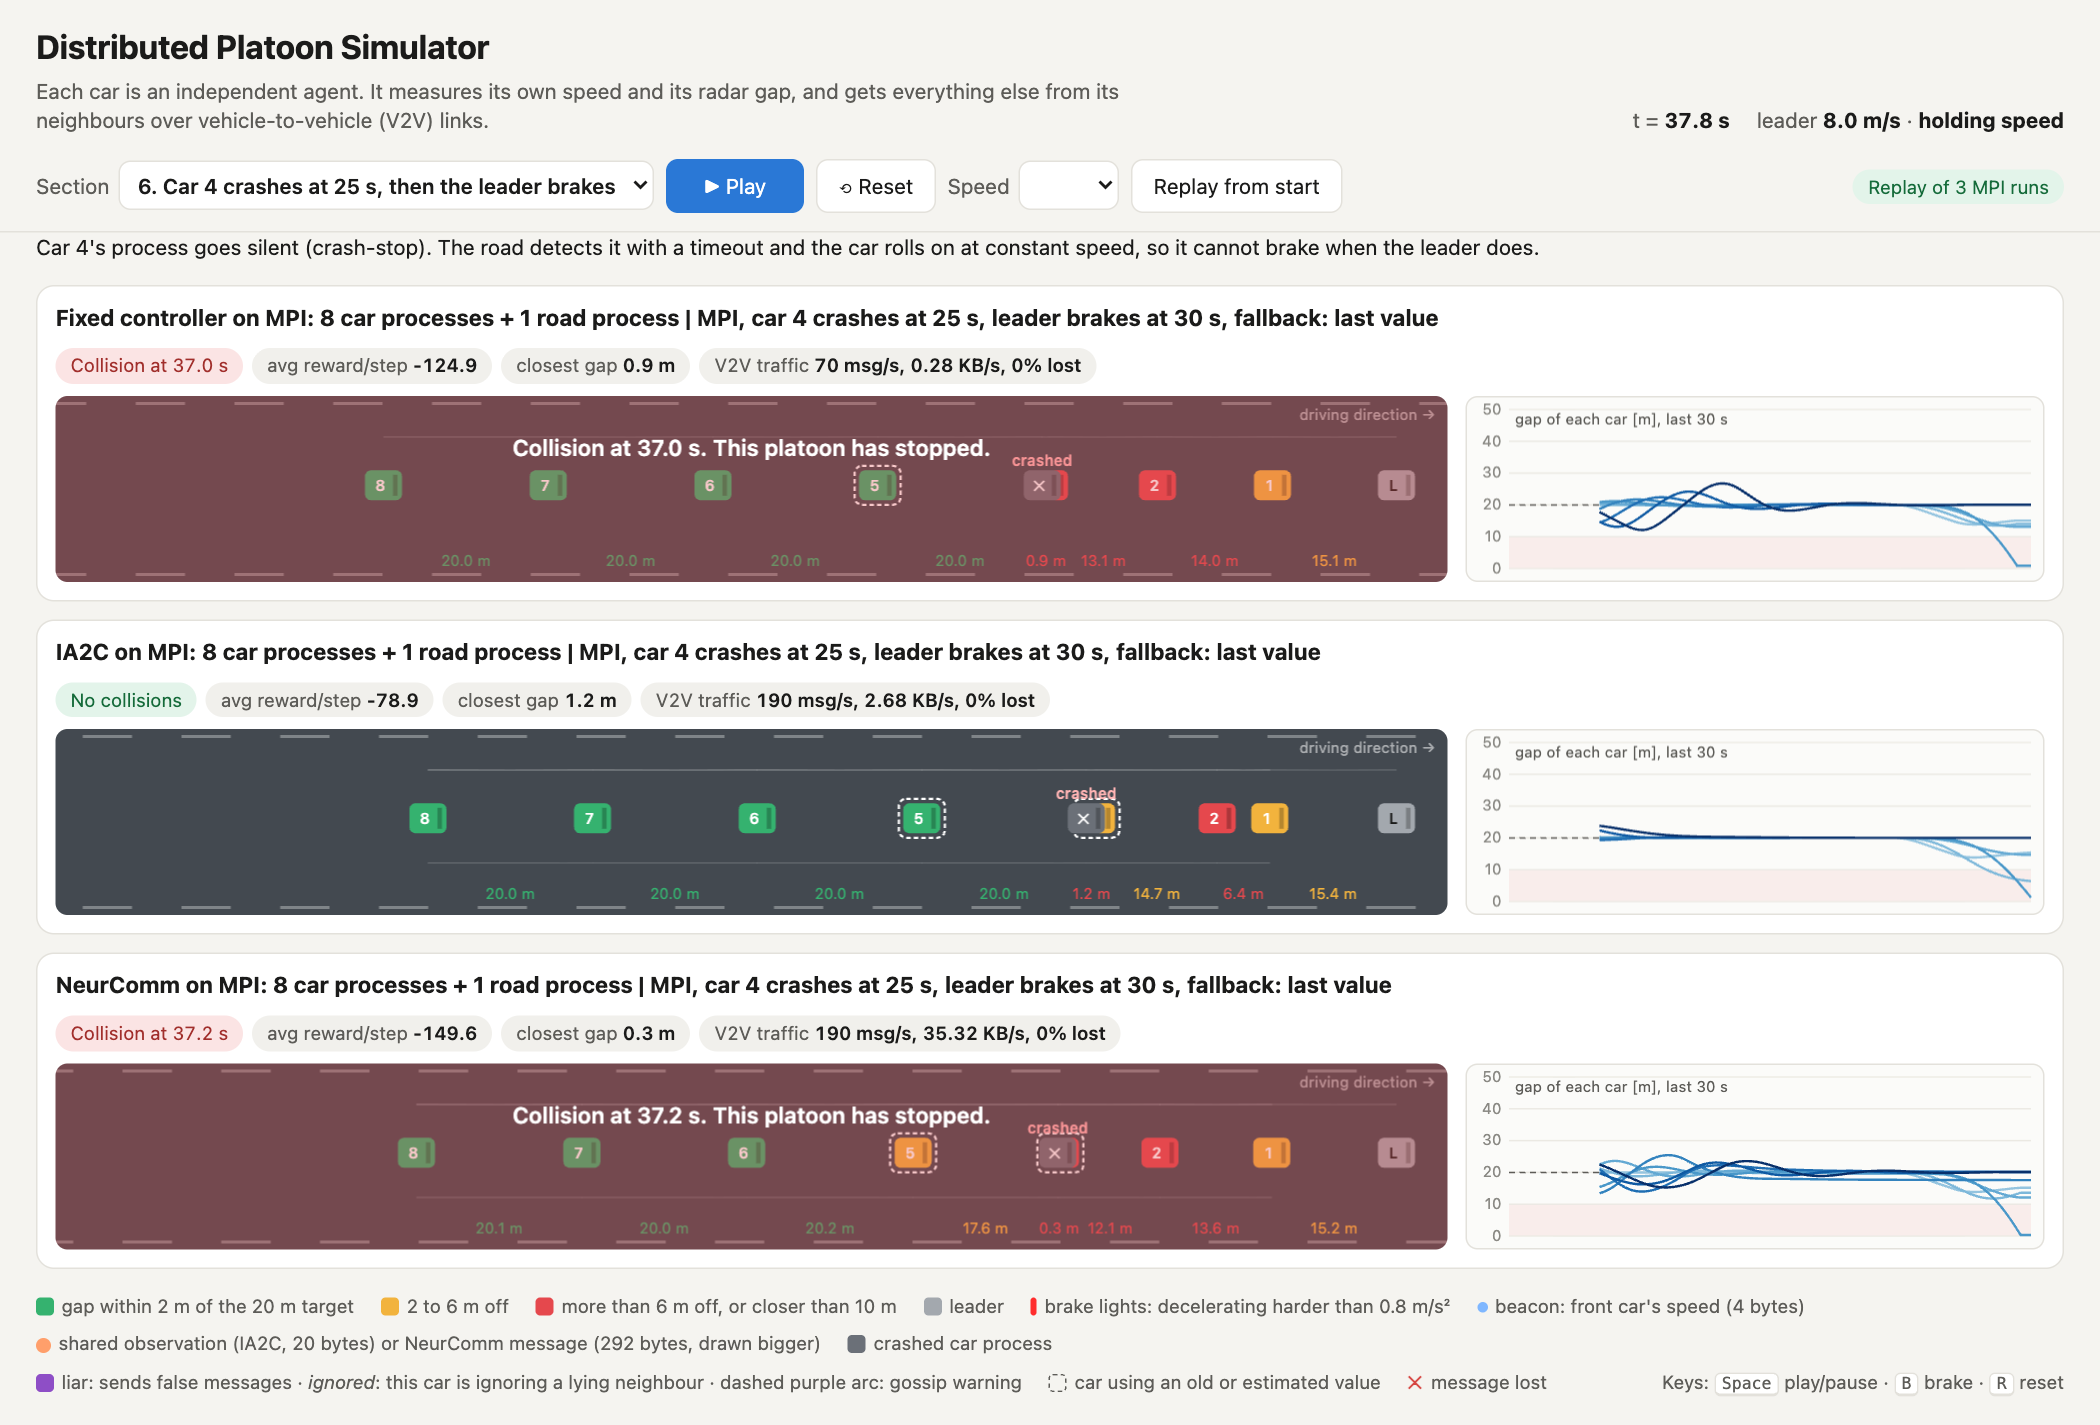 Distributed Platoon Simulator
Each car is an independent agent. It measures its own speed and its radar gap, and gets everything else from its
neighbours over vehicle-to-vehicle (V2V) links.
t = 37.8 s leader 8.0 m/s · holding speed
Section 6. Car 4 crashes at 25 s, then the leader brakes ▶ Play ⟲ Reset Speed Replay from start Replay of 3 MPI runs
Car 4's process goes silent (crash-stop). The road detects it with a timeout and the car rolls on at constant speed, so it cannot brake when the leader does.
Fixed controller on MPI: 8 car processes + 1 road process | MPI, car 4 crashes at 25 s, leader brakes at 30 s, fallback: last value
Collision at 37.0 s avg reward/step -124.9 closest gap 0.9 m V2V traffic 70 msg/s, 0.28 KB/s, 0% lost
driving direction →
Collision at 37.0 s. This platoon has stopped.
crashed
8 7 6 5 × 2 1 L
20.0 m 20.0 m 20.0 m 20.0 m 0.9 m 13.1 m 14.0 m 15.1 m
gap of each car [m], last 30 s
50
40
30
20
10
0
IA2C on MPI: 8 car processes + 1 road process | MPI, car 4 crashes at 25 s, leader brakes at 30 s, fallback: last value
No collisions avg reward/step -78.9 closest gap 1.2 m V2V traffic 190 msg/s, 2.68 KB/s, 0% lost
driving direction →
crashed
8 7 6 5 × 2 1 L
20.0 m 20.0 m 20.0 m 20.0 m 1.2 m 14.7 m 6.4 m 15.4 m
gap of each car [m], last 30 s
50
40
30
20
10
0
NeurComm on MPI: 8 car processes + 1 road process | MPI, car 4 crashes at 25 s, leader brakes at 30 s, fallback: last value
Collision at 37.2 s avg reward/step -149.6 closest gap 0.3 m V2V traffic 190 msg/s, 35.32 KB/s, 0% lost
driving direction →
Collision at 37.2 s. This platoon has stopped.
crashed
8 7 6 5 × 2 1 L
20.1 m 20.0 m 20.2 m 17.6 m 0.3 m 12.1 m 13.6 m 15.2 m
gap of each car [m], last 30 s
50
40
30
20
10
0
gap within 2 m of the 20 m target 2 to 6 m off more than 6 m off, or closer than 10 m leader brake lights: decelerating harder than 0.8 m/s² beacon: front car's speed (4 bytes)
shared observation (IA2C, 20 bytes) or NeurComm message (292 bytes, drawn bigger) crashed car process
liar: sends false messages · ignored: this car is ignoring a lying neighbour · dashed purple arc: gossip warning car using an old or estimated value × message lost Keys: Space play/pause · B brake · R reset